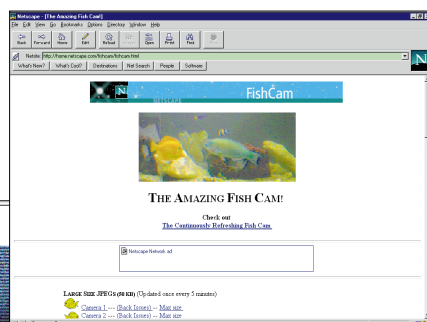 Netscape - [The Amazing Fish Cam!]
File Edit View Go Bookmarks Options Directory Window Help
Back Forward Home Edit Reload Open Print Find
Netsite: http://home.netscape.com/fishcam/fishcam.html
What's New? What's Cool? Destinations Net Search People Software
N
N
NETSCAPE
FishCam
THE AMAZING FISH CAM!
Check out
The Continuously Refreshing Fish Cam
Netscape Network ad
LARGE SIZE JPEGS (50 KB) (Updated once every 5 minutes)
Camera 1 --- (Back Issues) -- Max size
Camera 2 --- (Back Issues) -- Max size